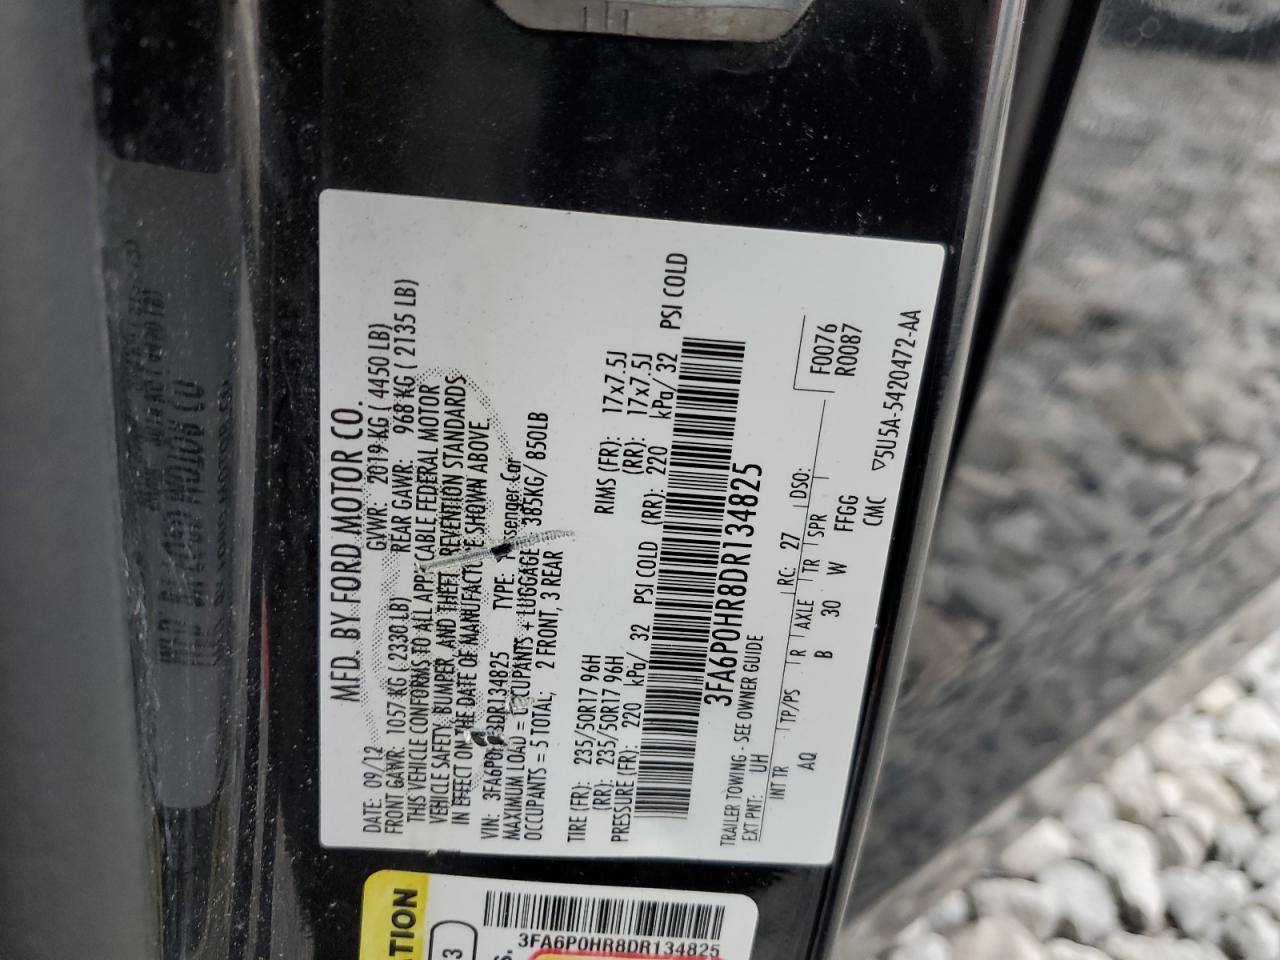 MFD. BY FORD MOTOR CO.
DATE: 09/12 GVWR: 2019 KG ( 4450 LB)
FRONT GAWR: 1057 KG ( 2330 LB) REAR GAWR: 968 KG ( 2135 LB)
THIS VEHICLE CONFORMS TO ALL APPLICABLE FEDERAL MOTOR
VEHICLE SAFETY, BUMPER, AND THEFT PREVENTION STANDARDS
IN EFFECT ON THE DATE OF MANUFACTURE SHOWN ABOVE.
VIN: 3FA6P0HR8DR134825 TYPE: Passenger Car
MAXIMUM LOAD = OCCUPANTS + LUGGAGE 385KG/ 850LB
OCCUPANTS = 5 TOTAL; 2 FRONT, 3 REAR
TIRE (FR): 235/50R17 96H RIMS (FR): 17x7.5J
(RR): 235/50R17 96H (RR): 17x7.5J
PRESSURE (FR): 220 kPa/ 32 PSI COLD (RR): 220 kPa/ 32 PSI COLD
3FA6P0HR8DR134825
TRAILER TOWING - SEE OWNER GUIDE
EXT PNT: UH RC: 27 DSO: F0076
INT TR TP/PS R AXLE TR SPR R0087
AQ B 30 W FFGG
CMC ▽5U5A-5420472-AA
3FA6P0HR8DR134825